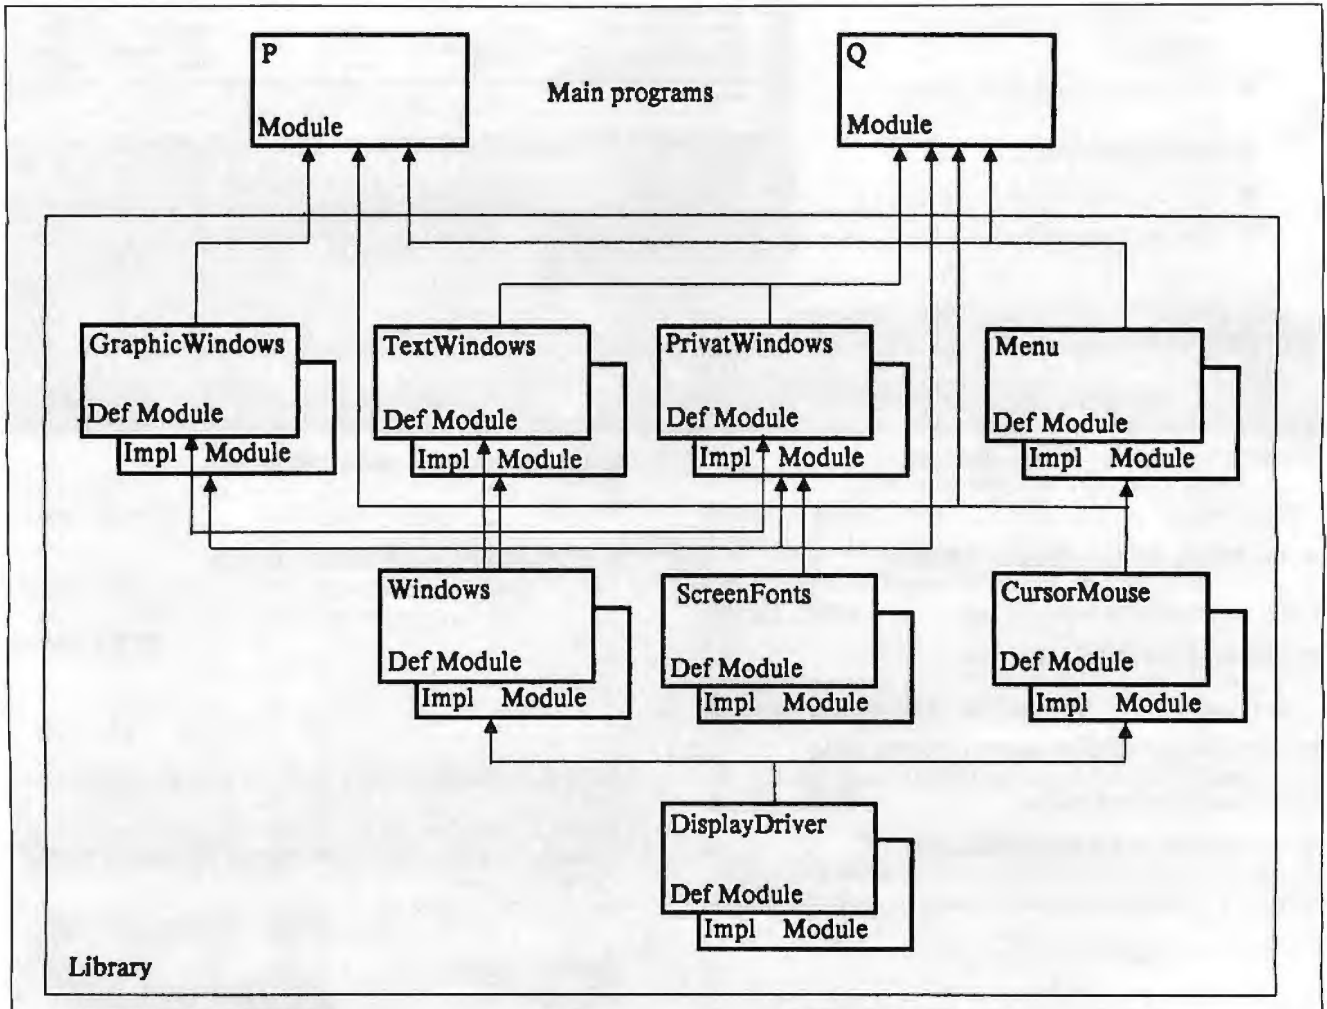 P
Module
Main programs
Q
Module
GraphicWindows
Def Module
Impl Module
TextWindows
Def Module
Impl Module
PrivatWindows
Def Module
Impl Module
Menu
Def Module
Impl Module
Windows
Def Module
Impl Module
ScreenFonts
Def Module
Impl Module
CursorMouse
Def Module
Impl Module
DisplayDriver
Def Module
Impl Module
Library